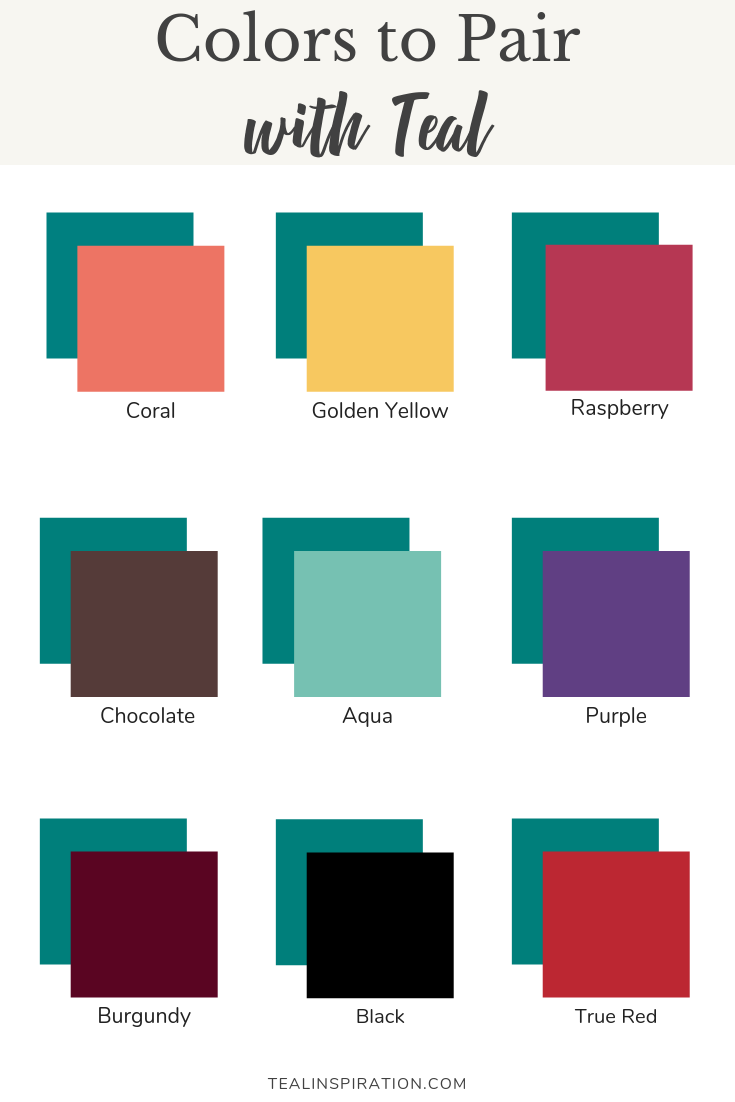 Colors to Pair
with Teal
Coral
Golden Yellow
Raspberry
Chocolate
Aqua
Purple
Burgundy
Black
True Red
TEALINSPIRATION.COM